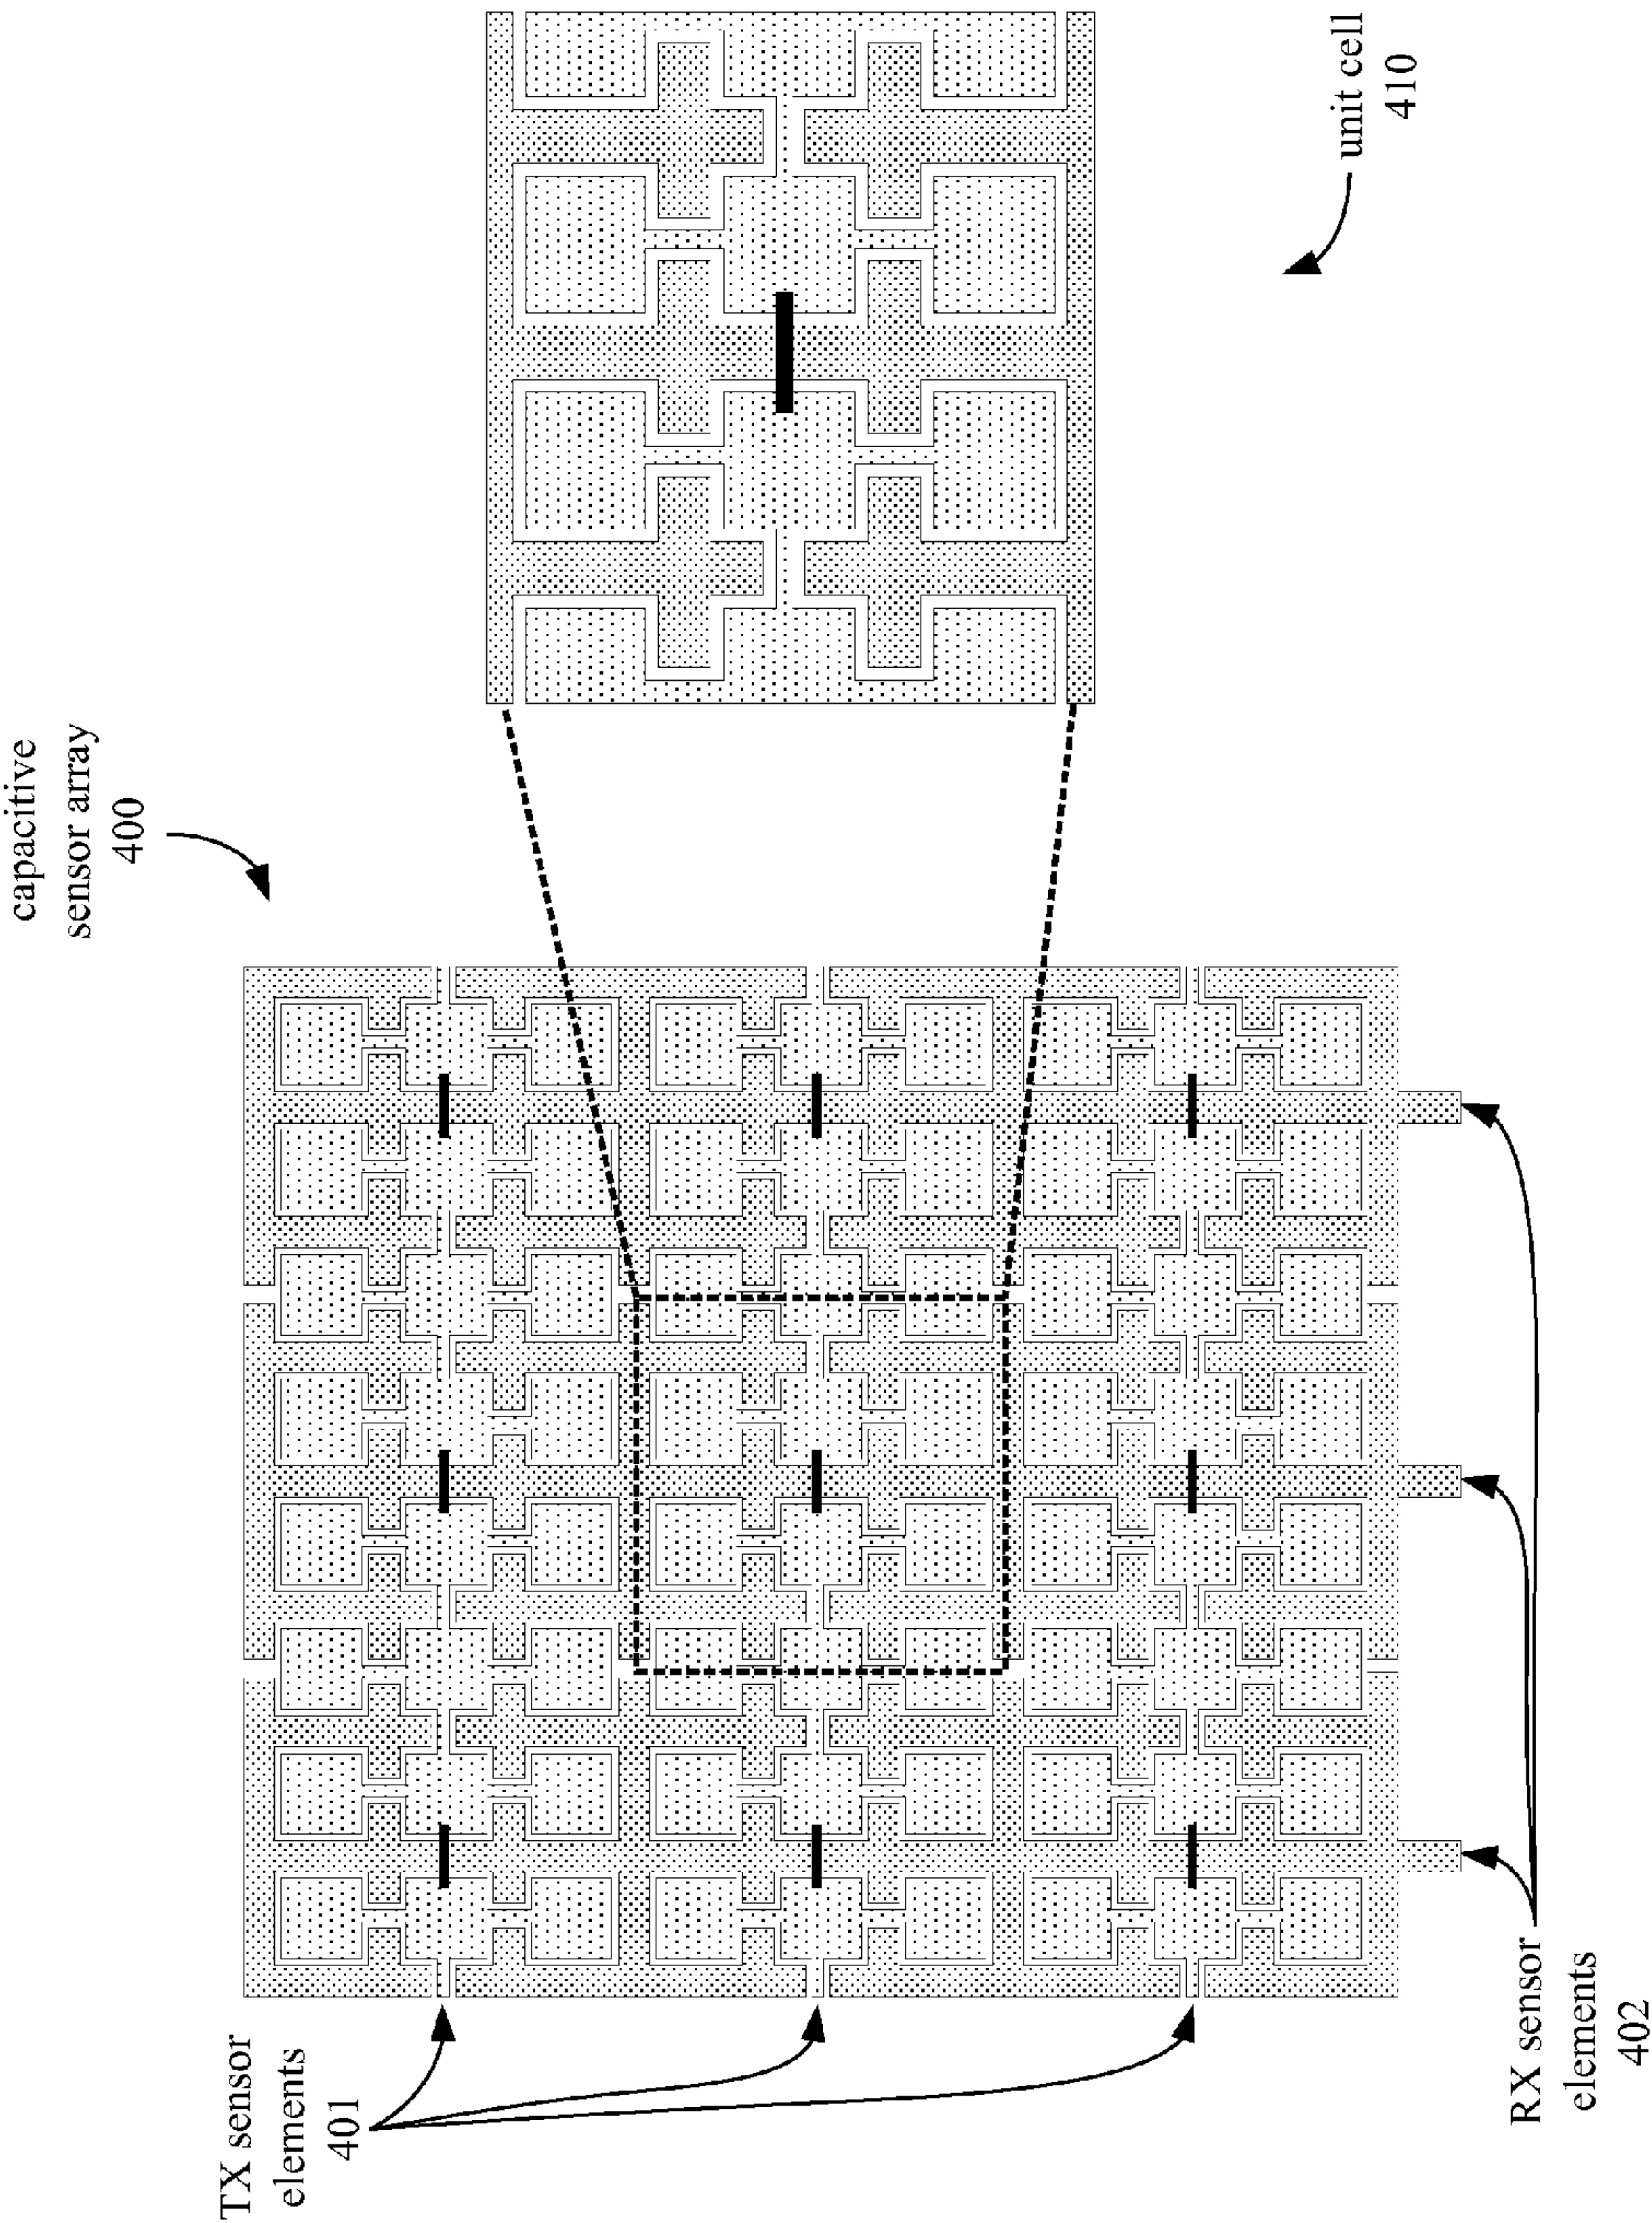 capacitive
sensor array
400
unit cell
410
TX sensor
elements
401
RX sensor
elements
402